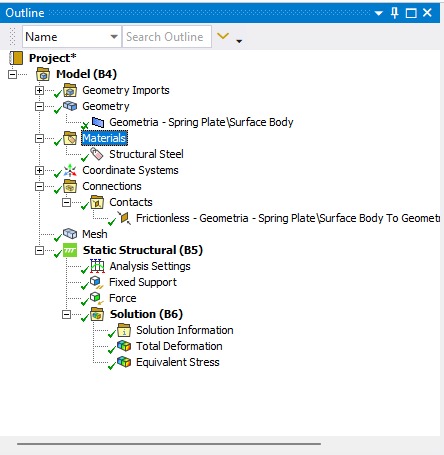 Outline
Name Search Outline
Project*
Model (B4)
Geometry Imports
Geometry
Geometria - Spring Plate\Surface Body
Materials
Structural Steel
Coordinate Systems
Connections
Contacts
Frictionless - Geometria - Spring Plate\Surface Body To Geometr
Mesh
Static Structural (B5)
Analysis Settings
Fixed Support
Force
Solution (B6)
Solution Information
Total Deformation
Equivalent Stress